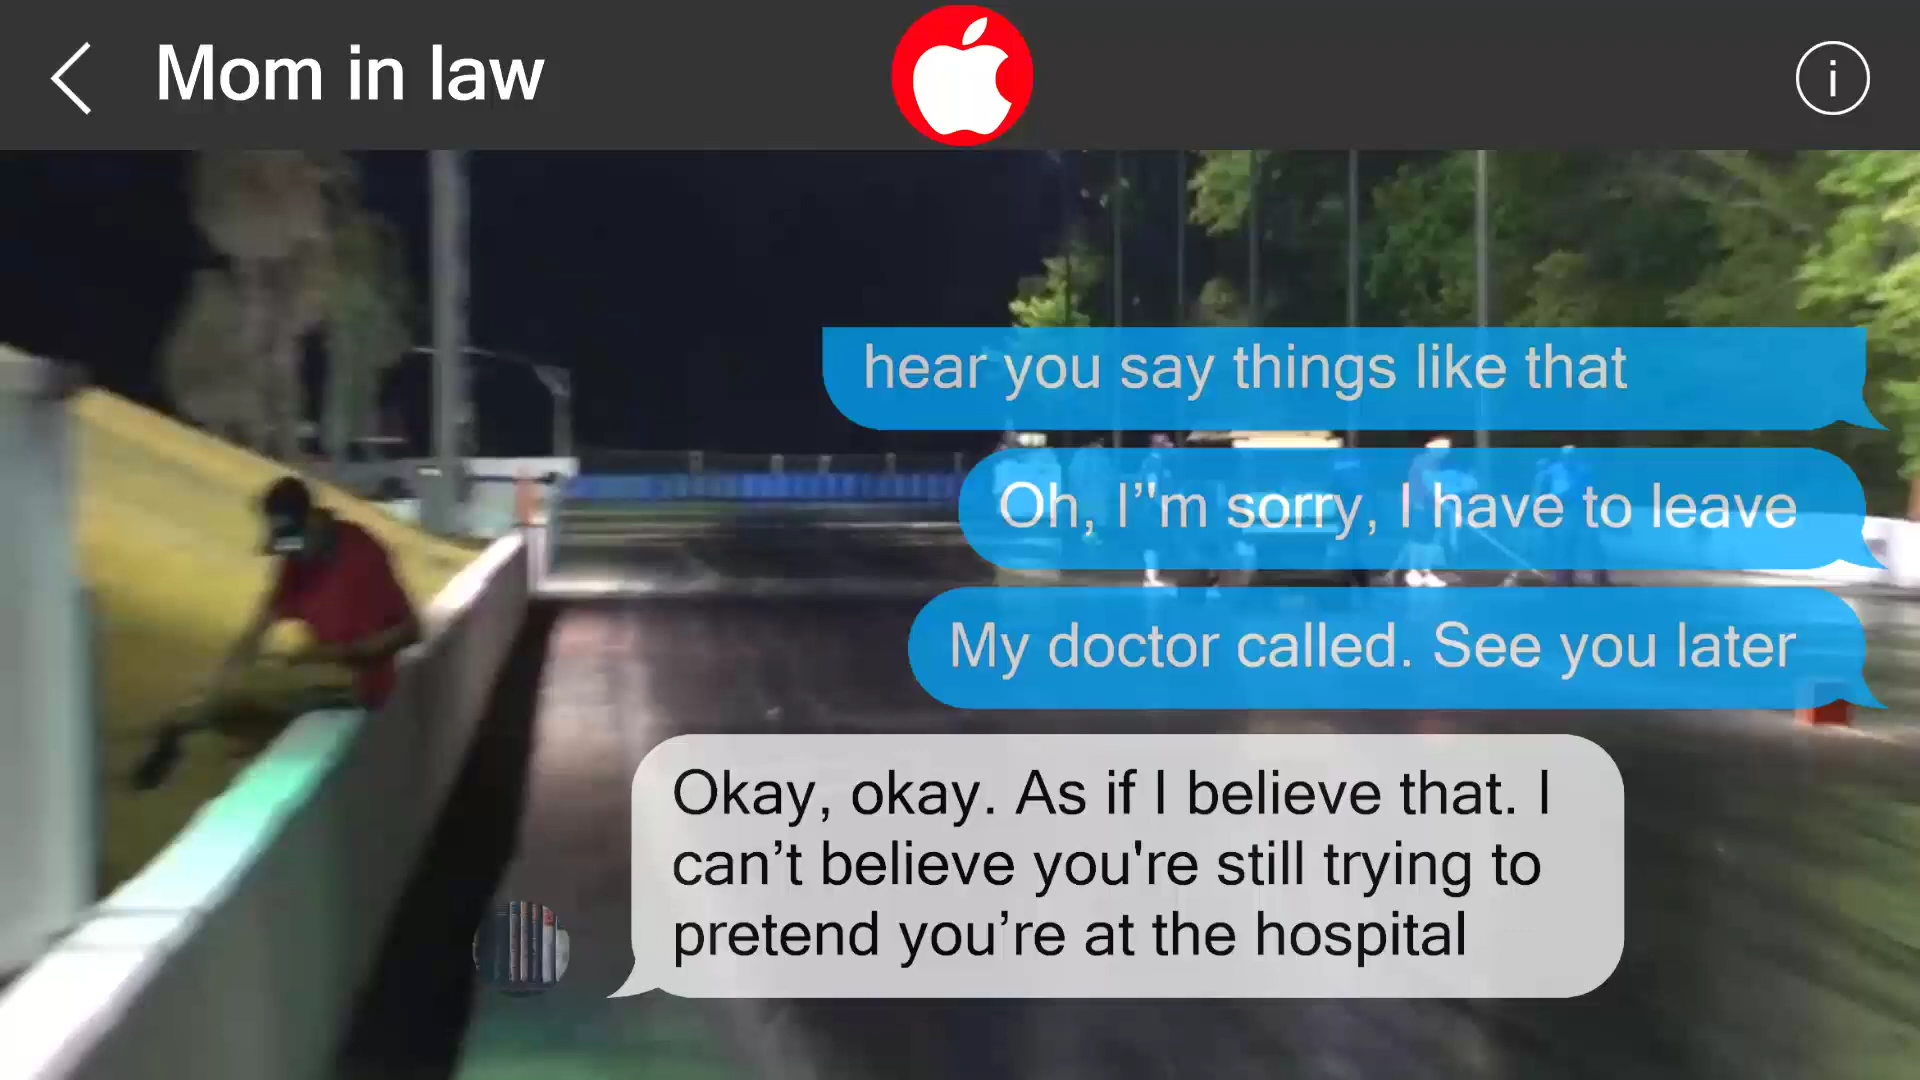 Mom in law
hear you say things like that
Oh, I’'m sorry, I have to leave
My doctor called. See you later
Okay, okay. As if I believe that. I
can’t believe you're still trying to
pretend you’re at the hospital